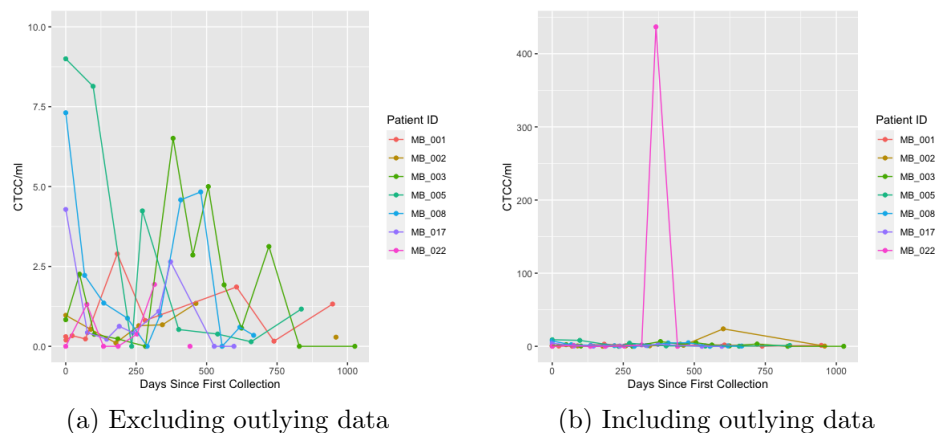 10.0
7.5
5.0
2.5
0.0
CTCC/ml
0
250
500
750
1000
Days Since First Collection
Patient ID
MB_001
MB_002
MB_003
MB_005
MB_008
MB_017
MB_022
(a) Excluding outlying data
400
300
200
100
0
CTCC/ml
0
250
500
750
1000
Days Since First Collection
Patient ID
MB_001
MB_002
MB_003
MB_005
MB_008
MB_017
MB_022
(b) Including outlying data